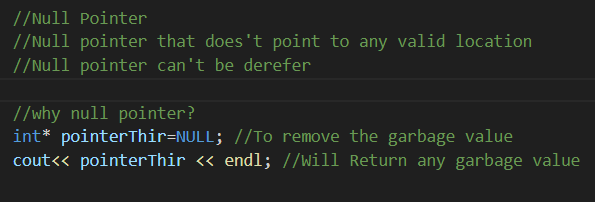 //Null Pointer
//Null pointer that does't point to any valid location
//Null pointer can't be derefer
//why null pointer?
int* pointerThir=NULL; //To remove the garbage value
cout<< pointerThir << endl; //Will Return any garbage value